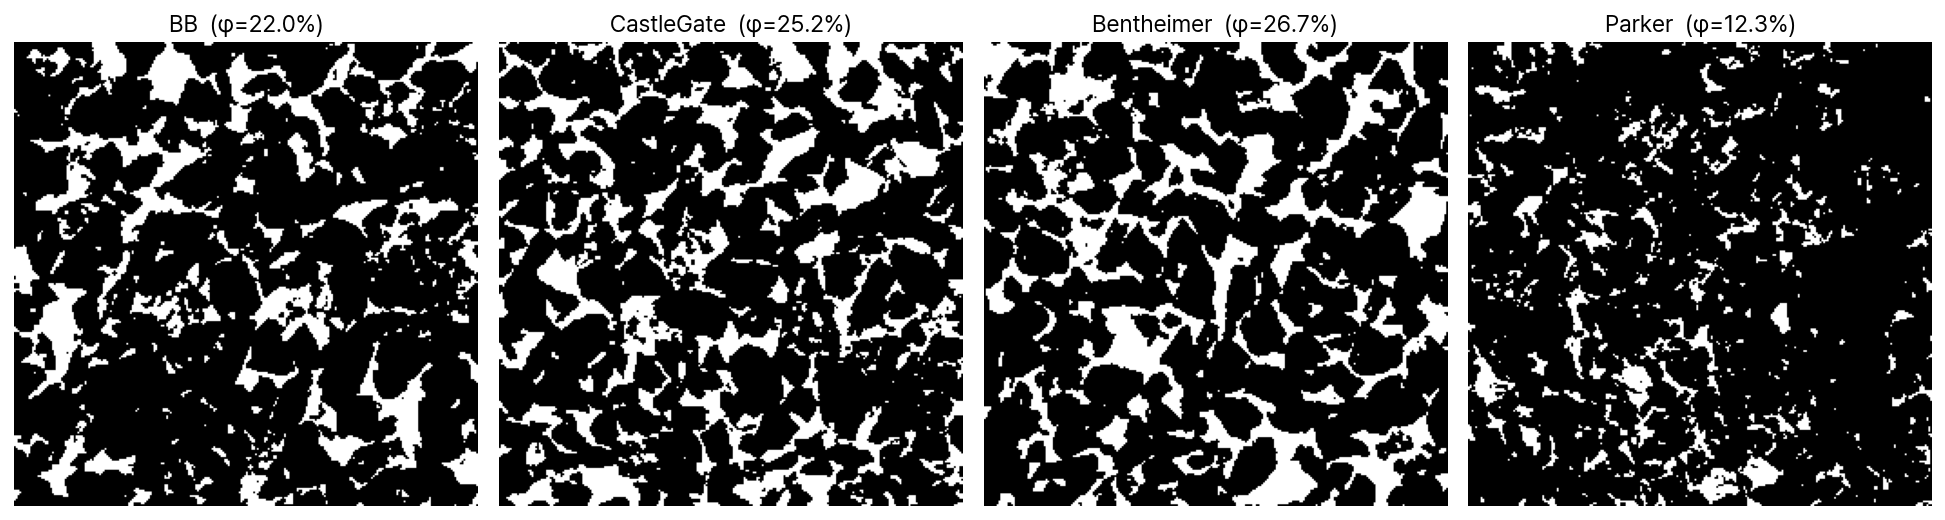 BB (φ=22.0%)
CastleGate (φ=25.2%)
Bentheimer (φ=26.7%)
Parker (φ=12.3%)